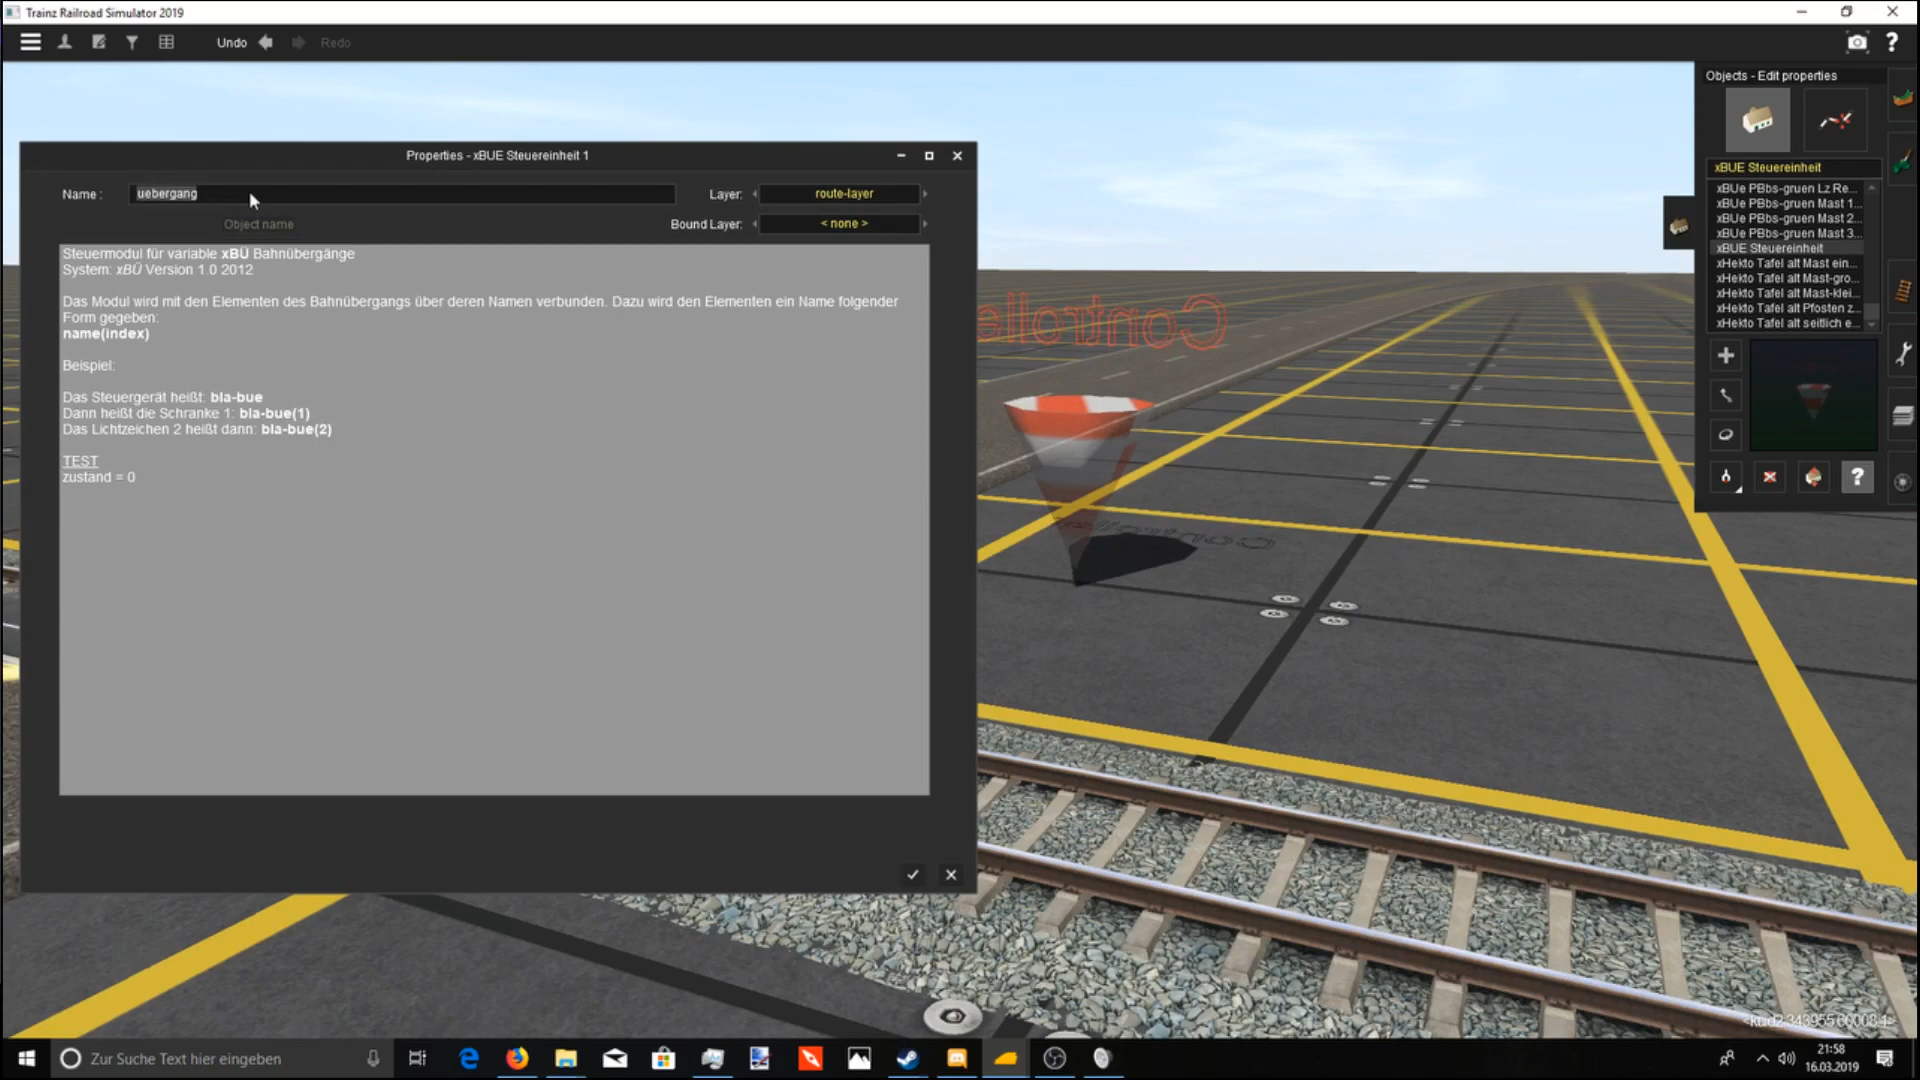 Trainz Railroad Simulator 2019
Undo
Redo
Objects - Edit properties
xBUE Steuereinheit
xBUe PBbs-gruen Lz Re...
xBUe PBbs-gruen Mast 1...
xBUe PBbs-gruen Mast 2...
xBUe PBbs-gruen Mast 3...
xBUE Steuereinheit
xHekto Tafel alt Mast ein...
xHekto Tafel alt Mast-gro...
xHekto Tafel alt Mast-klei...
xHekto Tafel alt Pfosten z...
xHekto Tafel alt seitlich e...
Properties - xBUE Steuereinheit 1
Name : uebergang
Layer: route-layer
Object name
Bound Layer: < none >
Steuermodul für variable xBÜ Bahnübergänge
System: xBÜ Version 1.0 2012
Das Modul wird mit den Elementen des Bahnübergangs über deren Namen verbunden. Dazu wird den Elementen ein Name folgender
Form gegeben:
name(index)
Beispiel:
Das Steuergerät heißt: bla-bue
Dann heißt die Schranke 1: bla-bue(1)
Das Lichtzeichen 2 heißt dann: bla-bue(2)
TEST
zustand = 0
Controlle
<kuid2:343955:60008:1>
Zur Suche Text hier eingeben
21:58
16.03.2019